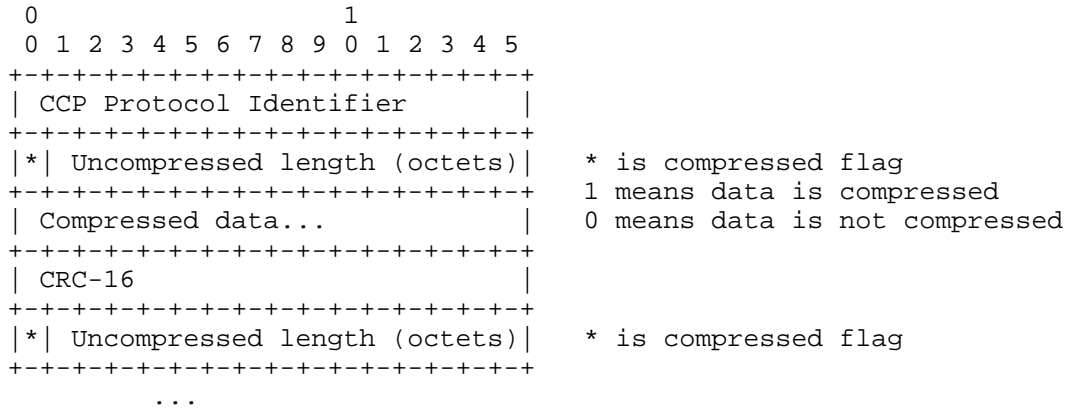 0                   1
 0 1 2 3 4 5 6 7 8 9 0 1 2 3 4 5
+-+-+-+-+-+-+-+-+-+-+-+-+-+-+-+-+
| CCP Protocol Identifier       |
+-+-+-+-+-+-+-+-+-+-+-+-+-+-+-+-+
|*| Uncompressed length (octets)|   * is compressed flag
+-+-+-+-+-+-+-+-+-+-+-+-+-+-+-+-+   1 means data is compressed
| Compressed data...            |   0 means data is not compressed
+-+-+-+-+-+-+-+-+-+-+-+-+-+-+-+-+
| CRC-16                        |
+-+-+-+-+-+-+-+-+-+-+-+-+-+-+-+-+
|*| Uncompressed length (octets)|   * is compressed flag
+-+-+-+-+-+-+-+-+-+-+-+-+-+-+-+-+
         ...